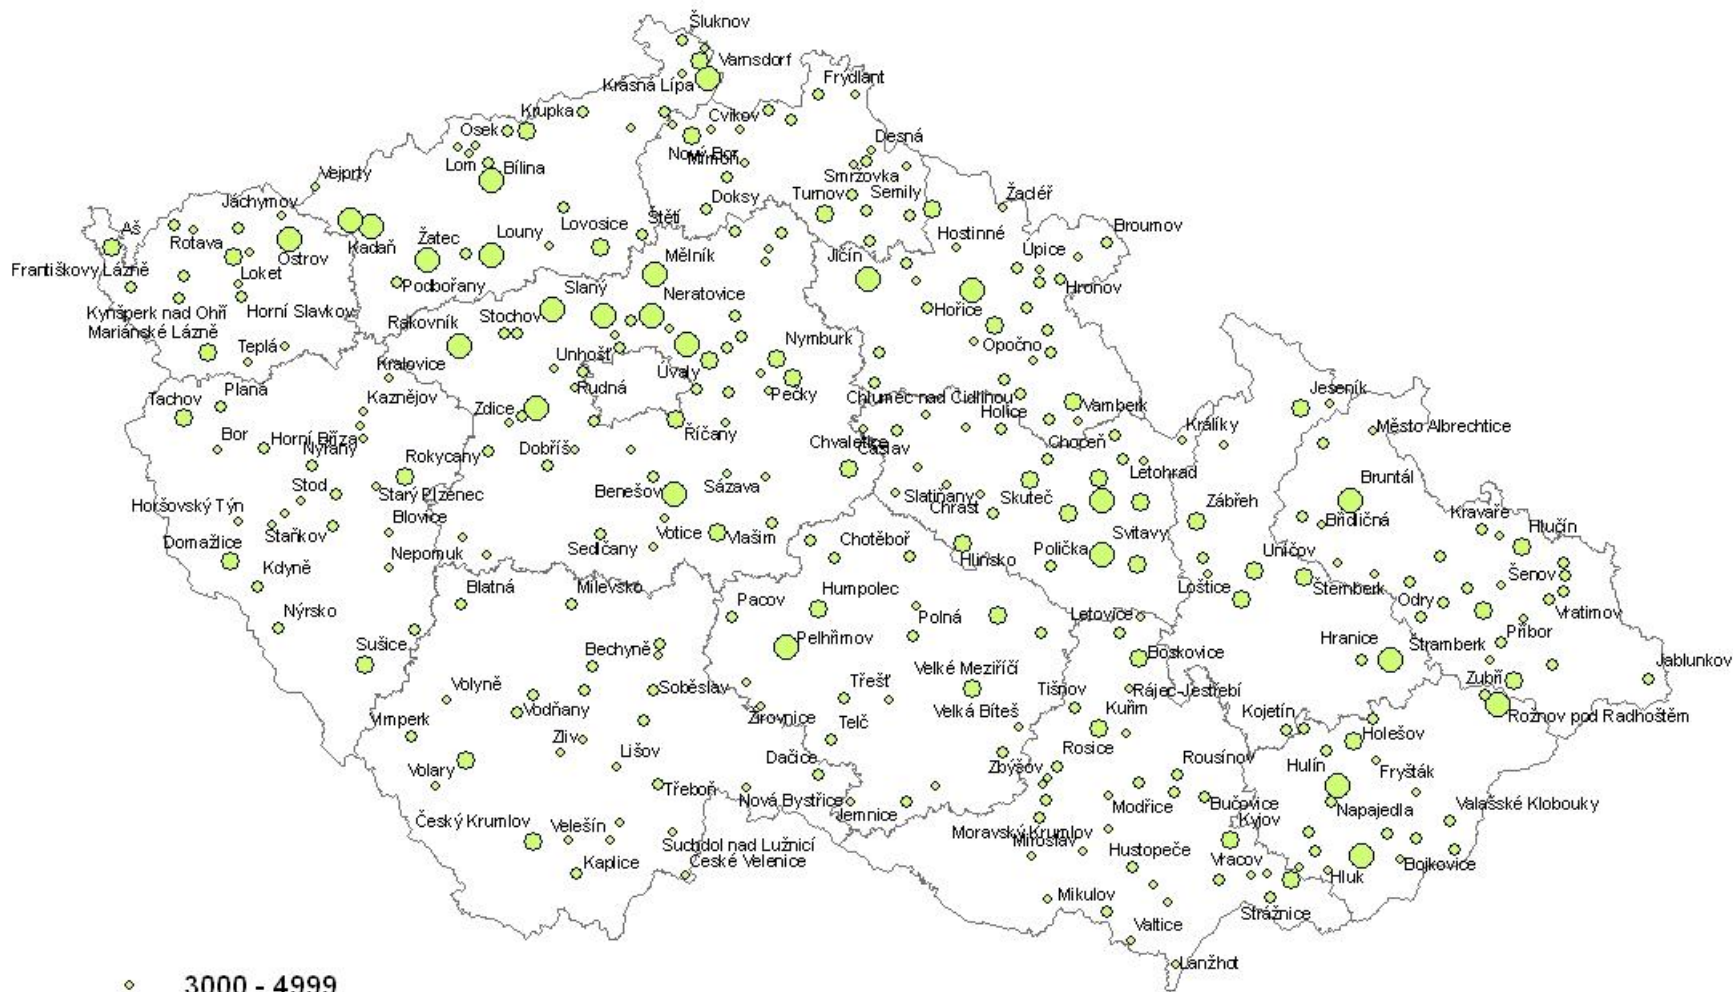 Šluknov
Varnsdorf
Krásná Lípa
Frýdlant
Krupka
Cvikov
Osek
Desná
Nový Bor
Mimoň
Lom
Bílina
Vejprty
Smržovka
Turnov
Semily
Doksy
Žacléř
Jáchymov
Aš
Rotava
Lovosice
Štětí
Hostinné
Broumov
Louny
Žatec
Kadaň
Ostrov
Úpice
Františkovy Lázně
Loket
Mělník
Jičín
Podbořany
Hronov
Slaný
Neratovice
Kynšperk nad Ohří
Horní Slavkov
Hořice
Mariánské Lázně
Rakovník
Stochov
Nymburk
Opočno
Teplá
Unhošť
Kralovice
Úvaly
Rudná
Pečky
Planá
Jeseník
Tachov
Kaznějov
Chlumec nad Cidlinou
Zdice
Holice
Vamberk
Králíky
Město Albrechtice
Bor
Horní Bříza
Říčany
Chvaletice
Choceň
Nýřany
Čáslav
Dobříš
Rokycany
Letohrad
Bruntál
Stod
Starý Plzenec
Benešov
Sázava
Slatiňany
Skuteč
Zábřeh
Horšovský Týn
Chrast
Blovice
Břidličná
Kravaře
Hlučín
Staňkov
Votice
Vlašim
Svitavy
Domažlice
Sedlčany
Chotěboř
Polička
Uničov
Nepomuk
Hlinsko
Kdyně
Šenov
Blatná
Milevsko
Humpolec
Loštice
Šternberk
Odry
Pacov
Polná
Letovice
Vratimov
Nýrsko
Příbor
Pelhřimov
Hranice
Štramberk
Sušice
Bechyně
Boskovice
Jablunkov
Velké Meziříčí
Zubří
Třešť
Tišnov
Rájec-Jestřebí
Volyně
Soběslav
Velká Bíteš
Kuřim
Kojetín
Vodňany
Žirovnice
Rožnov pod Radhoštěm
Vimperk
Telč
Zliv
Holešov
Lišov
Rosice
Dačice
Rousínov
Zbýšov
Hulín
Fryšták
Volary
Třeboň
Nová Bystřice
Modřice
Bučovice
Napajedla
Valašské Klobouky
Jemnice
Český Krumlov
Velešín
Kyjov
Moravský Krumlov
Miroslav
Suchdol nad Lužnicí
Hustopeče
Vracov
České Velenice
Kaplice
Bojkovice
Hluk
Mikulov
Strážnice
Valtice
Lanžhot
3000 - 4999